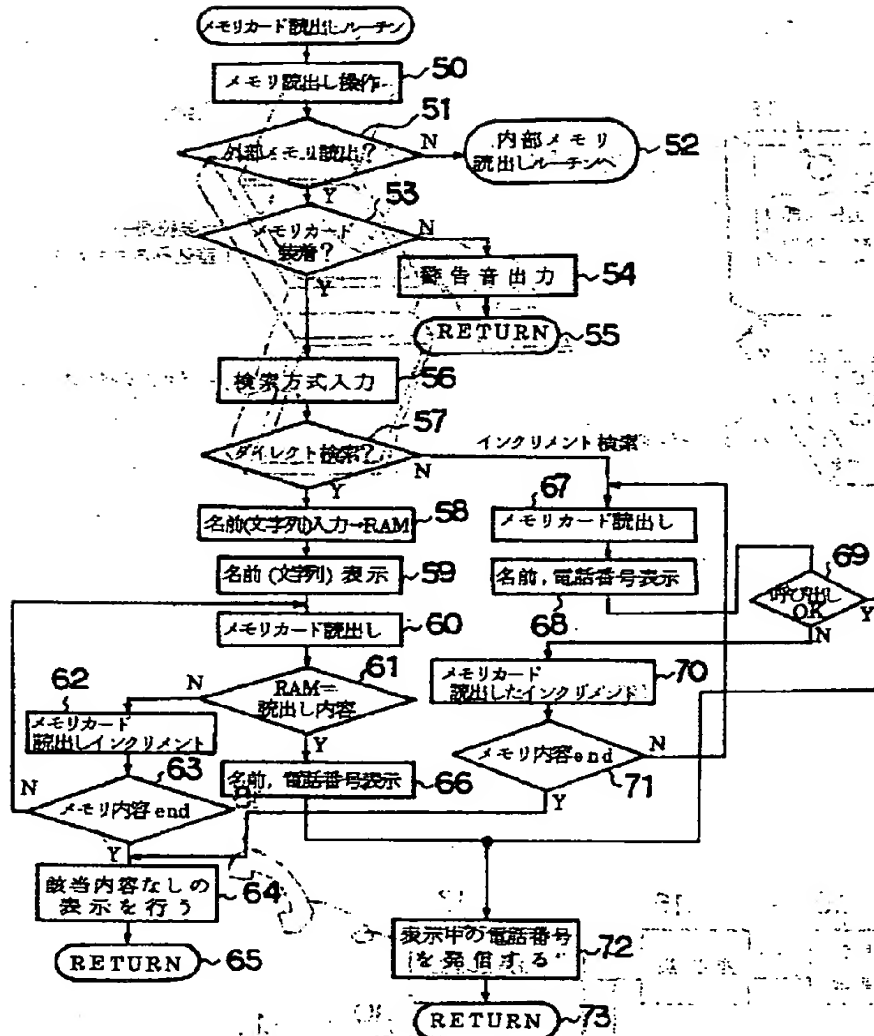 メモリカード読出しルーチン
メモリ読出し操作
50
51
外部メモリ読出し?
N
内部メモリ
読出しルーチンへ
52
Y
53
メモリカード
装着?
N
Y
警告音出力
54
RETURN
55
検索方式入力
56
57
ダイレクト検索?
N
インクリメント検索
Y
名前(文字列)入力→RAM
58
名前(文字列)表示
59
メモリカード読出し
60
61
RAM=
読出し内容
N
Y
62
メモリカード
読出しインクリメント
63
メモリ内容 end
N
Y
名前,電話番号表示
66
該当内容なしの
表示を行う
64
RETURN
65
67
メモリカード読出し
名前,電話番号表示
68
69
呼び出し
OK
Y
N
メモリカード
読出したインクリメンド
70
メモリ内容 end
N
71
Y
表示中の電話番号
を発信する
72
RETURN
73